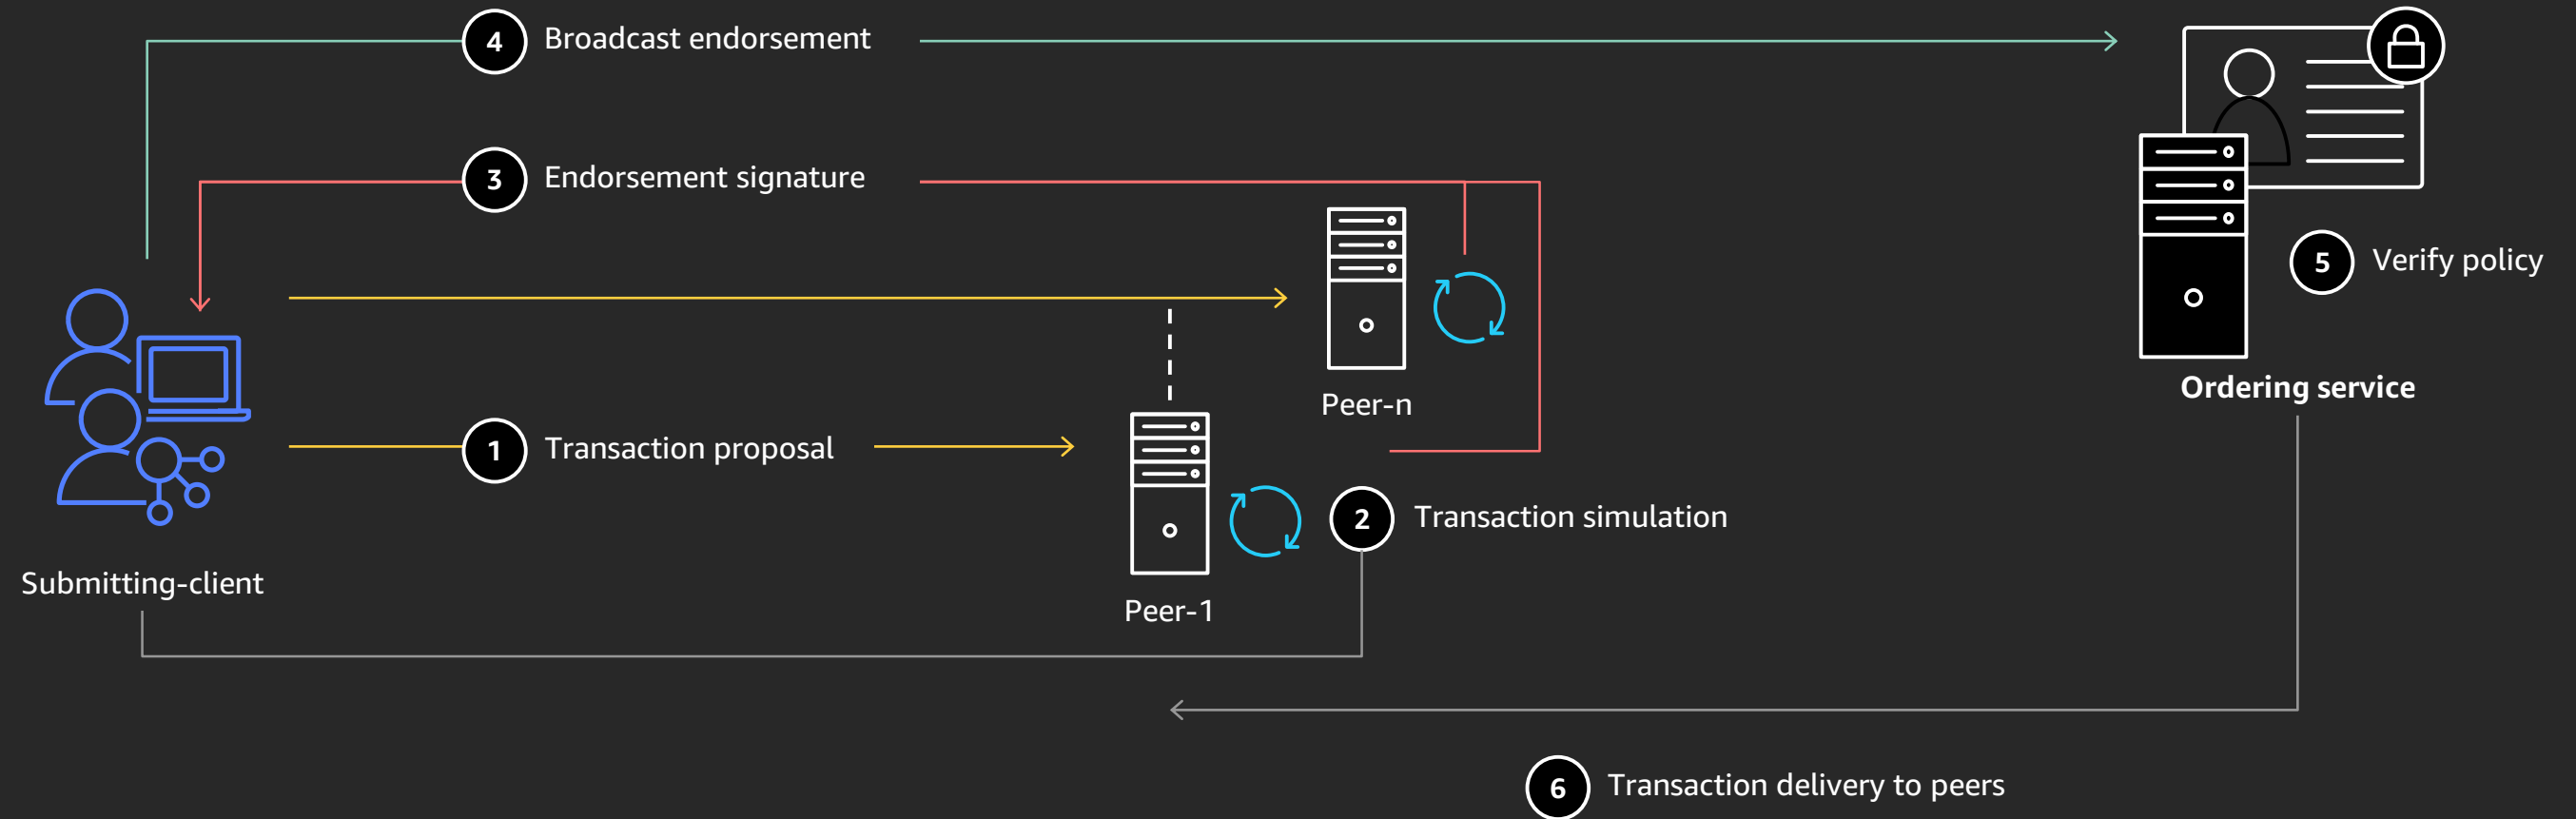 4 Broadcast endorsement
3 Endorsement signature
5 Verify policy
Ordering service
Peer-n
1 Transaction proposal
2 Transaction simulation
Submitting-client
Peer-1
6 Transaction delivery to peers